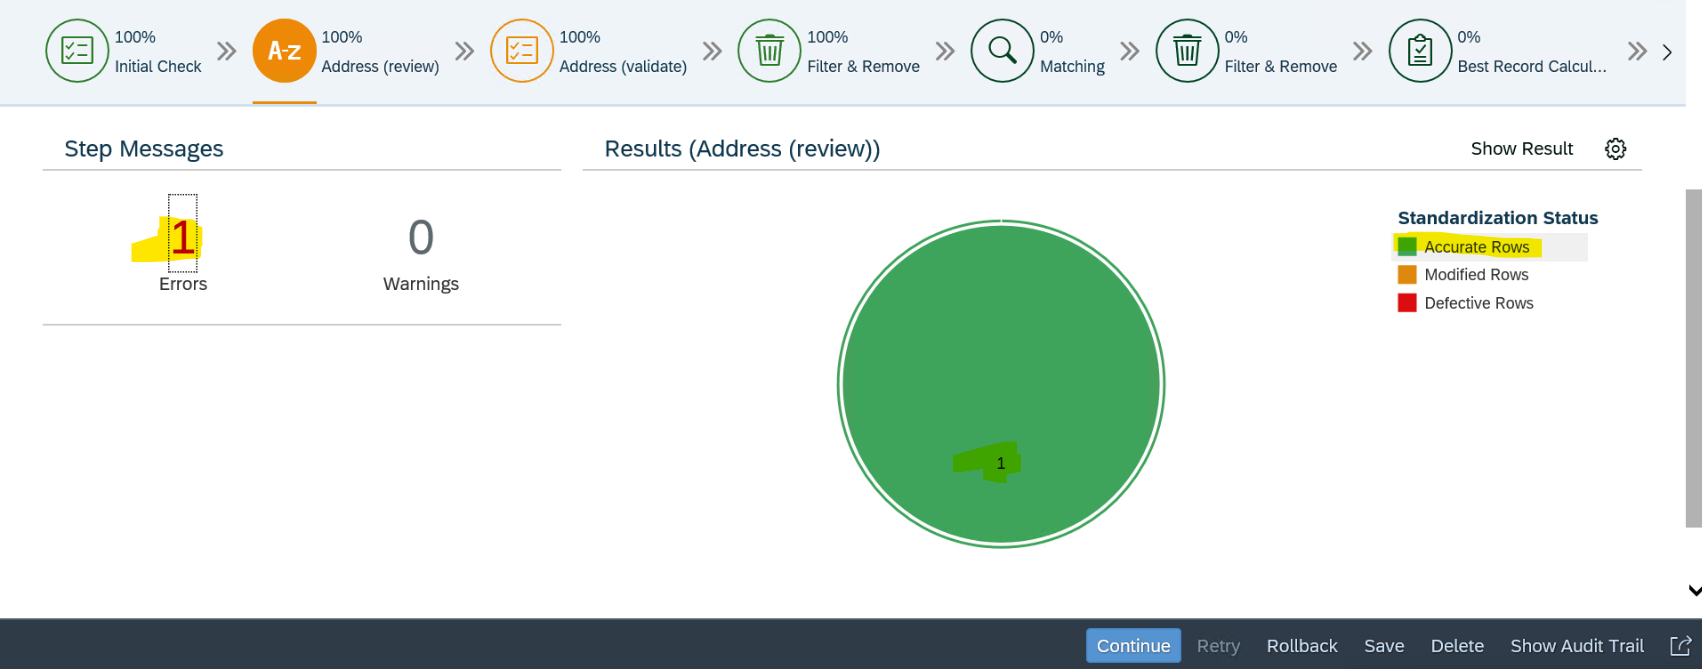 100%
Initial Check
A-z
100%
Address (review)
100%
Address (validate)
100%
Filter & Remove
0%
Matching
0%
Filter & Remove
0%
Best Record Calcul...
Step Messages
1
Errors
0
Warnings
Results (Address (review))
Show Result
Standardization Status
Accurate Rows
Modified Rows
Defective Rows
1
Continue
Retry
Rollback
Save
Delete
Show Audit Trail